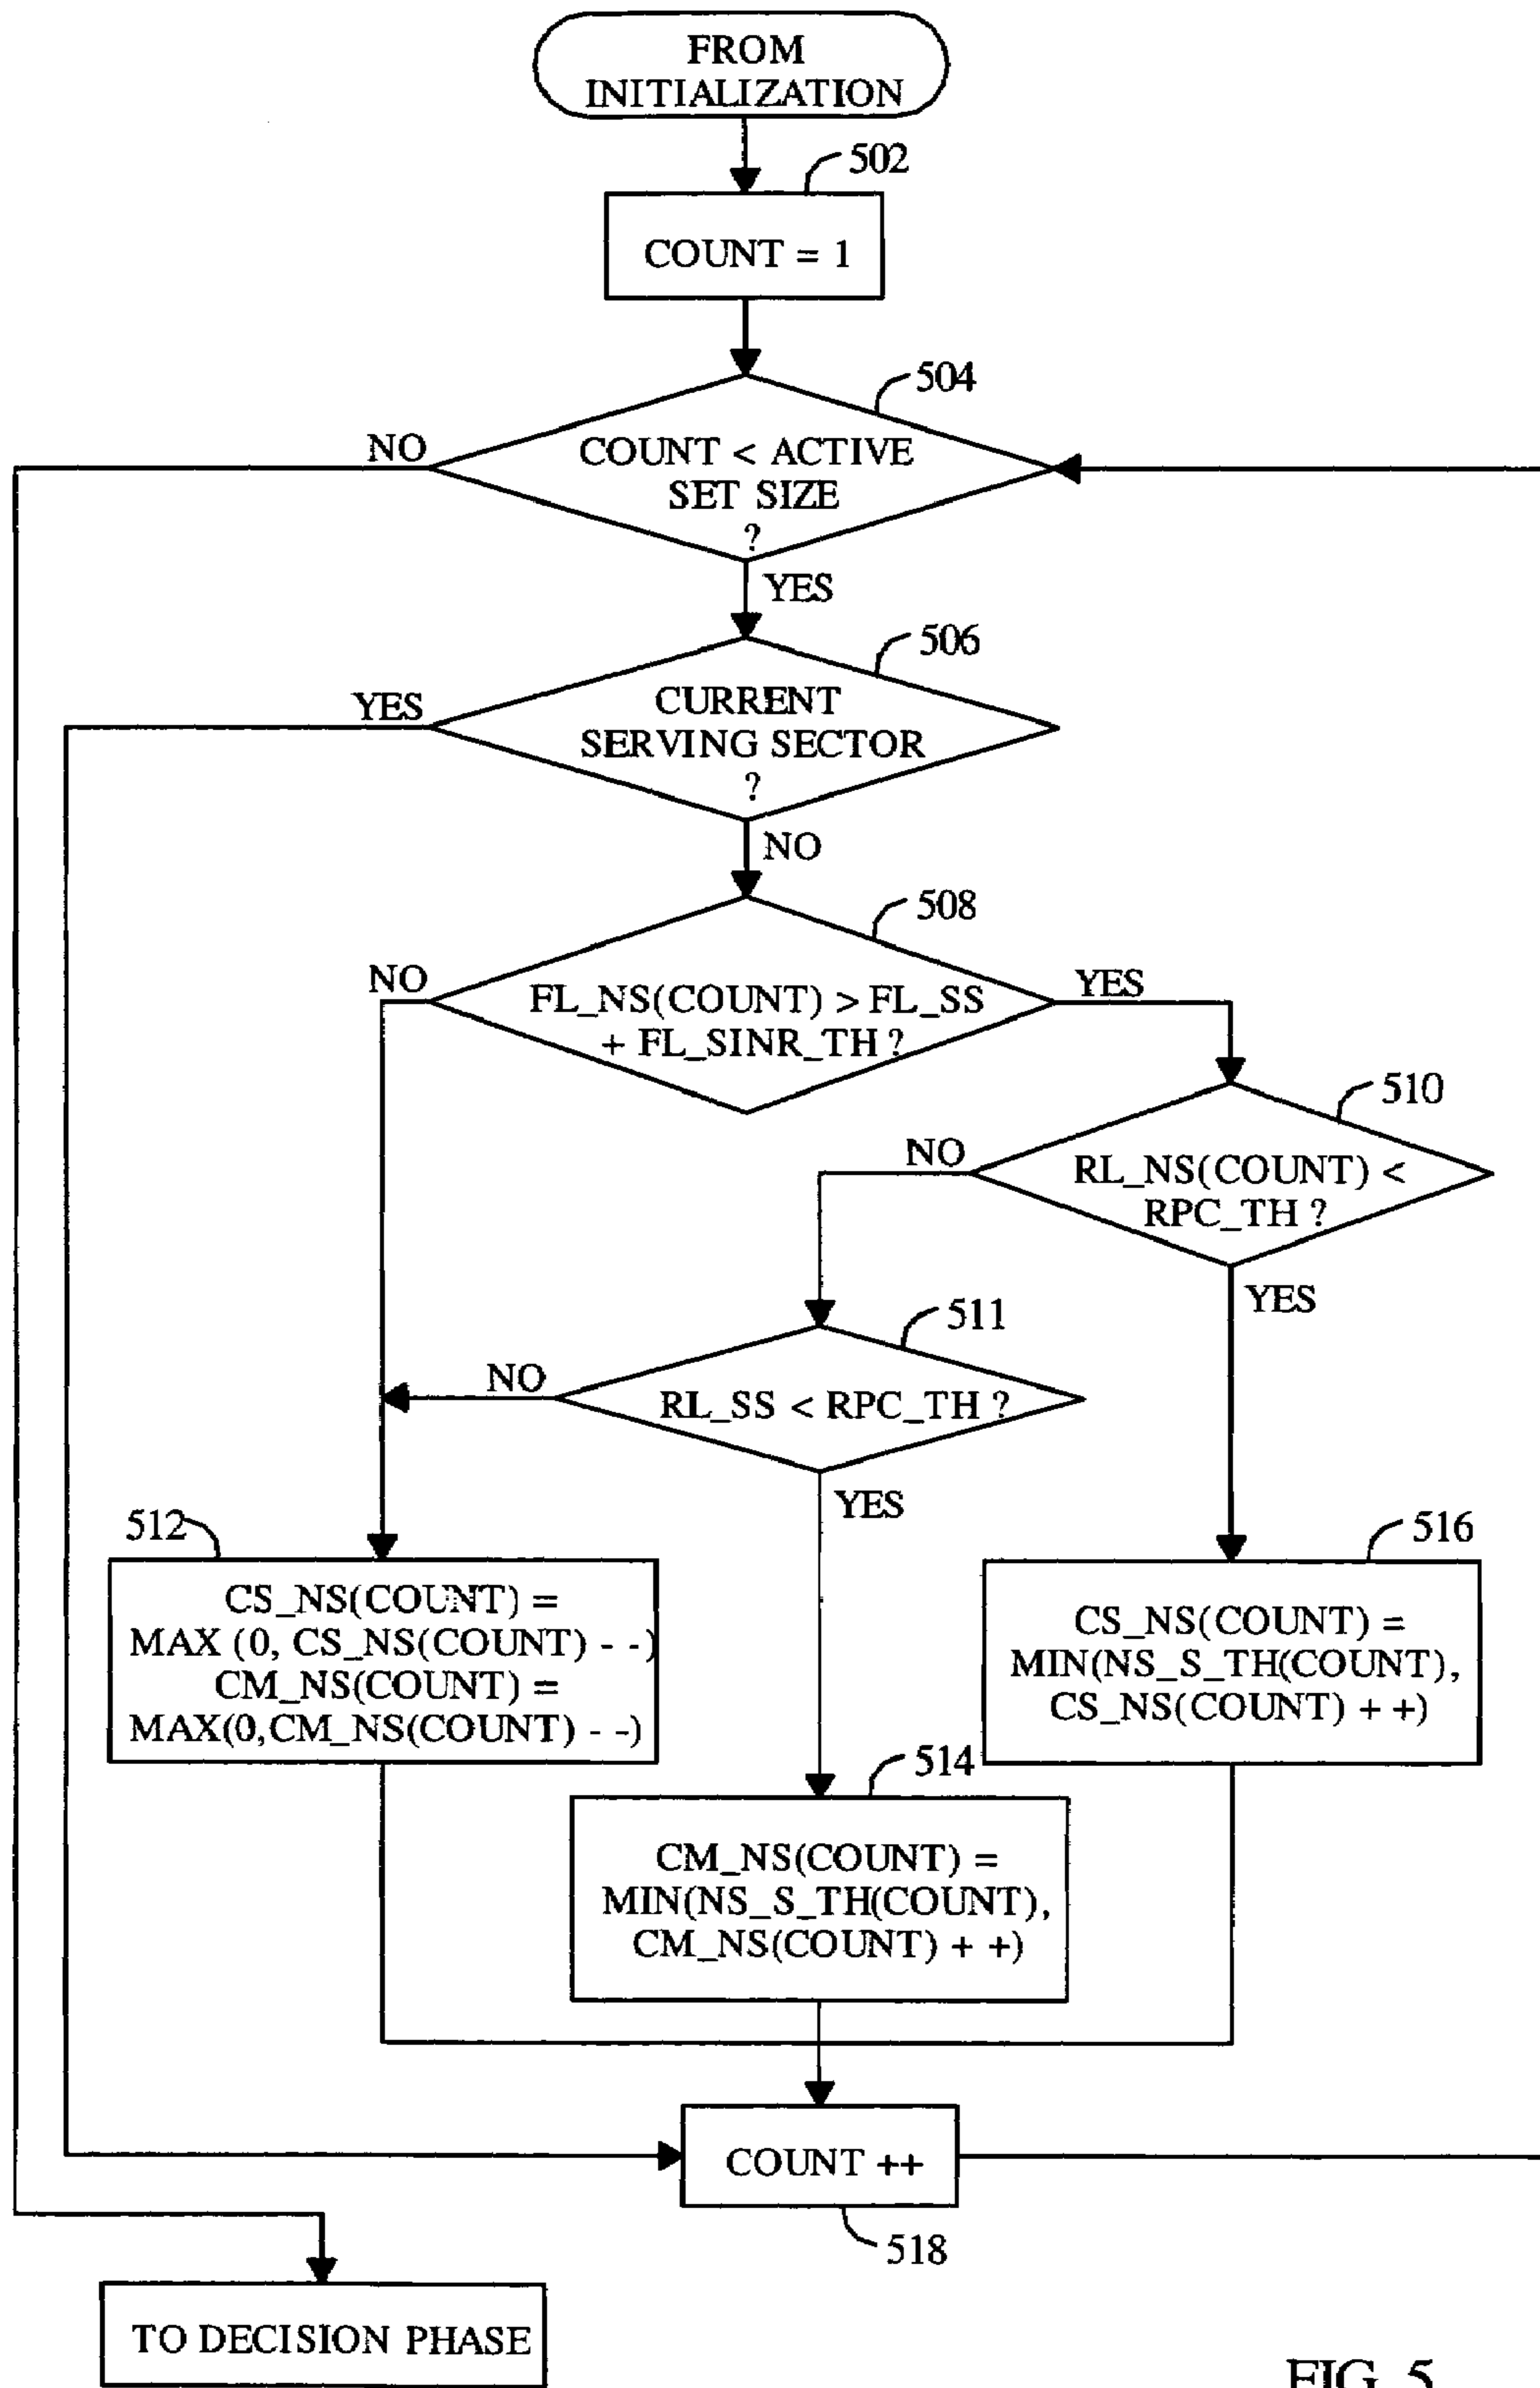 FROM
INITIALIZATION
502
COUNT = 1
504
NO
COUNT < ACTIVE
SET SIZE
?
YES
506
YES
CURRENT
SERVING SECTOR
?
NO
508
NO
FL_NS(COUNT) > FL_SS
+ FL_SINR_TH ?
YES
510
NO
RL_NS(COUNT) <
RPC_TH ?
YES
511
NO
RL_SS < RPC_TH ?
YES
512
CS_NS(COUNT) =
MAX (0, CS_NS(COUNT) - -)
CM_NS(COUNT) =
MAX(0,CM_NS(COUNT) - -)
516
CS_NS(COUNT) =
MIN(NS_S_TH(COUNT),
CS_NS(COUNT) + +)
514
CM_NS(COUNT) =
MIN(NS_S_TH(COUNT),
CM_NS(COUNT) + +)
COUNT ++
518
TO DECISION PHASE
FIG. 5